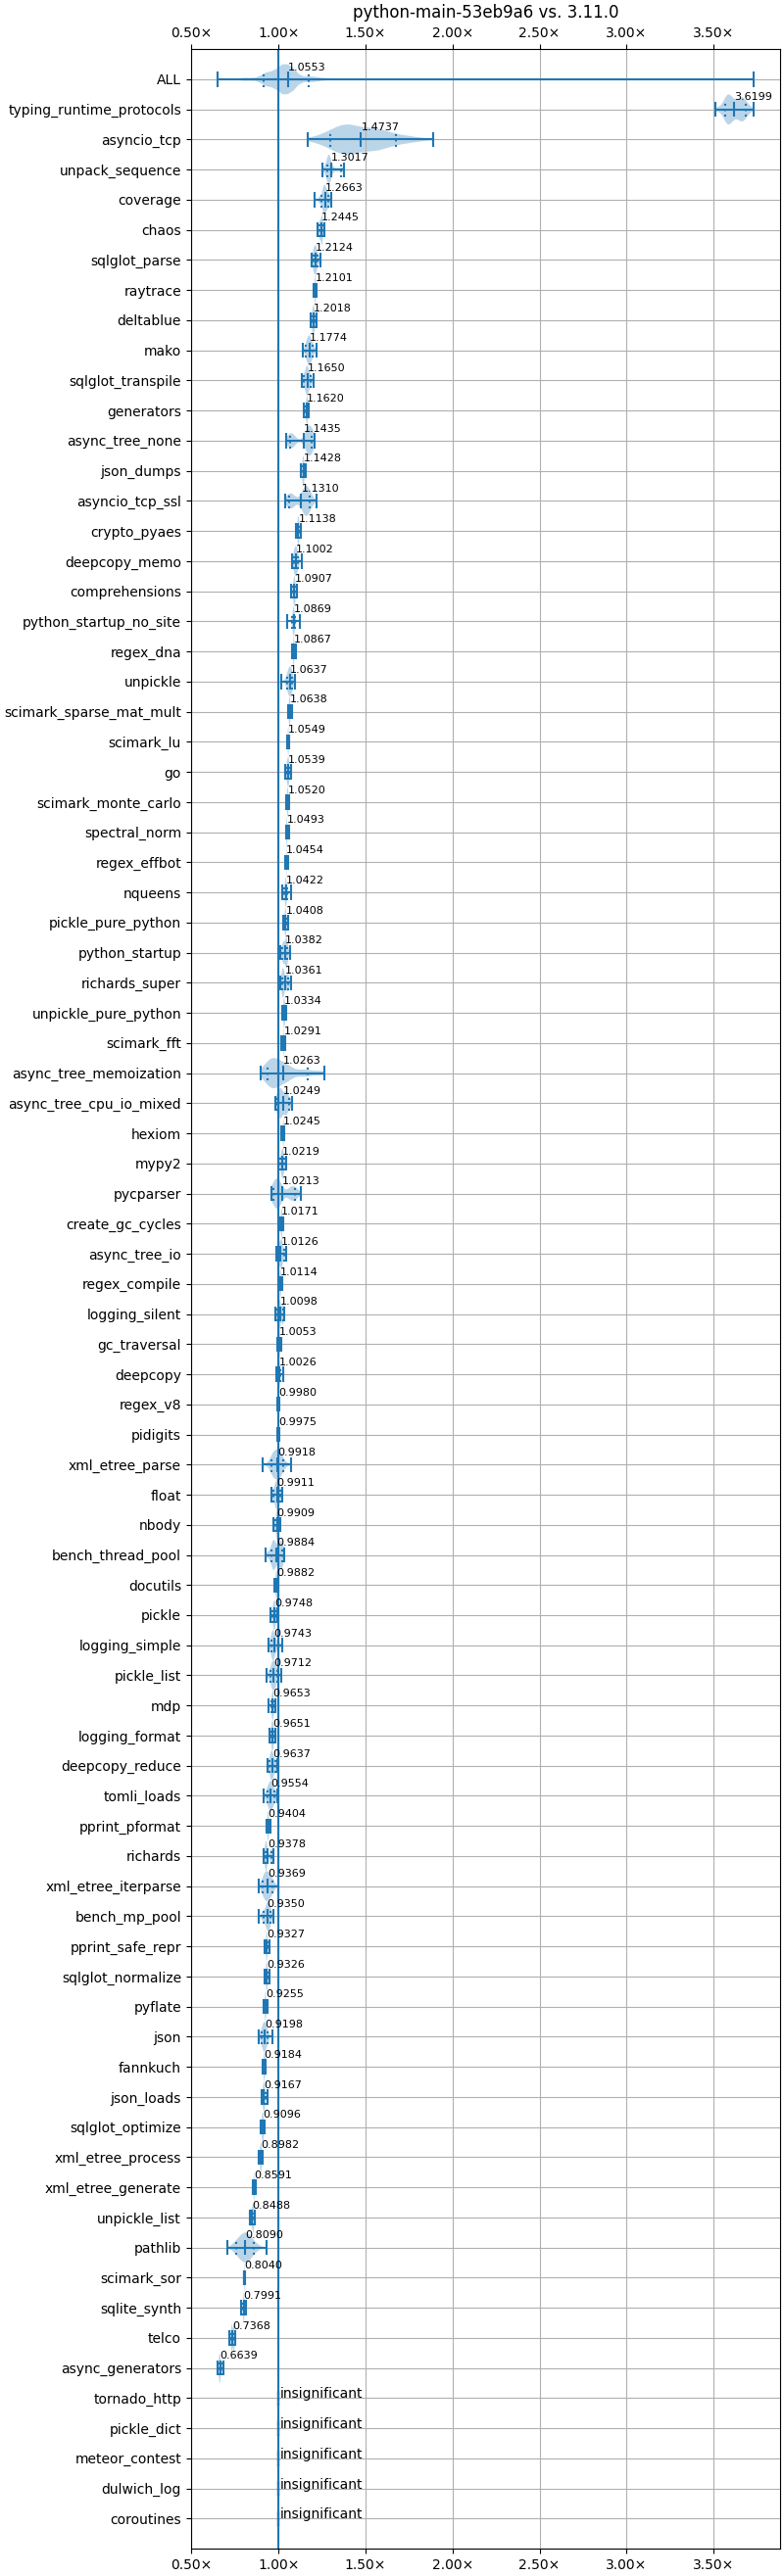 python-main-53eb9a6 vs. 3.11.0
0.50× 1.00× 1.50× 2.00× 2.50× 3.00× 3.50×
ALL 1.0553
typing_runtime_protocols 3.6199
asyncio_tcp 1.4737
unpack_sequence 1.3017
coverage 1.2663
chaos 1.2445
sqlglot_parse 1.2124
raytrace 1.2101
deltablue 1.2018
mako 1.1774
sqlglot_transpile 1.1650
generators 1.1620
async_tree_none 1.1435
json_dumps 1.1428
asyncio_tcp_ssl 1.1310
crypto_pyaes 1.1138
deepcopy_memo 1.1002
comprehensions 1.0907
python_startup_no_site 1.0869
regex_dna 1.0867
unpickle 1.0637
scimark_sparse_mat_mult 1.0638
scimark_lu 1.0549
go 1.0539
scimark_monte_carlo 1.0520
spectral_norm 1.0493
regex_effbot 1.0454
nqueens 1.0422
pickle_pure_python 1.0408
python_startup 1.0382
richards_super 1.0361
unpickle_pure_python 1.0334
scimark_fft 1.0291
async_tree_memoization 1.0263
async_tree_cpu_io_mixed 1.0249
hexiom 1.0245
mypy2 1.0219
pycparser 1.0213
create_gc_cycles 1.0171
async_tree_io 1.0126
regex_compile 1.0114
logging_silent 1.0098
gc_traversal 1.0053
deepcopy 1.0026
regex_v8 0.9980
pidigits 0.9975
xml_etree_parse 0.9918
float 0.9911
nbody 0.9909
bench_thread_pool 0.9884
docutils 0.9882
pickle 0.9748
logging_simple 0.9743
pickle_list 0.9712
mdp 0.9653
logging_format 0.9651
deepcopy_reduce 0.9637
tomli_loads 0.9554
pprint_pformat 0.9404
richards 0.9378
xml_etree_iterparse 0.9369
bench_mp_pool 0.9350
pprint_safe_repr 0.9327
sqlglot_normalize 0.9326
pyflate 0.9255
json 0.9198
fannkuch 0.9184
json_loads 0.9167
sqlglot_optimize 0.9096
xml_etree_process 0.8982
xml_etree_generate 0.8591
unpickle_list 0.8488
pathlib 0.8090
scimark_sor 0.8040
sqlite_synth 0.7991
telco 0.7368
async_generators 0.6639
tornado_http insignificant
pickle_dict insignificant
meteor_contest insignificant
dulwich_log insignificant
coroutines insignificant
0.50× 1.00× 1.50× 2.00× 2.50× 3.00× 3.50×